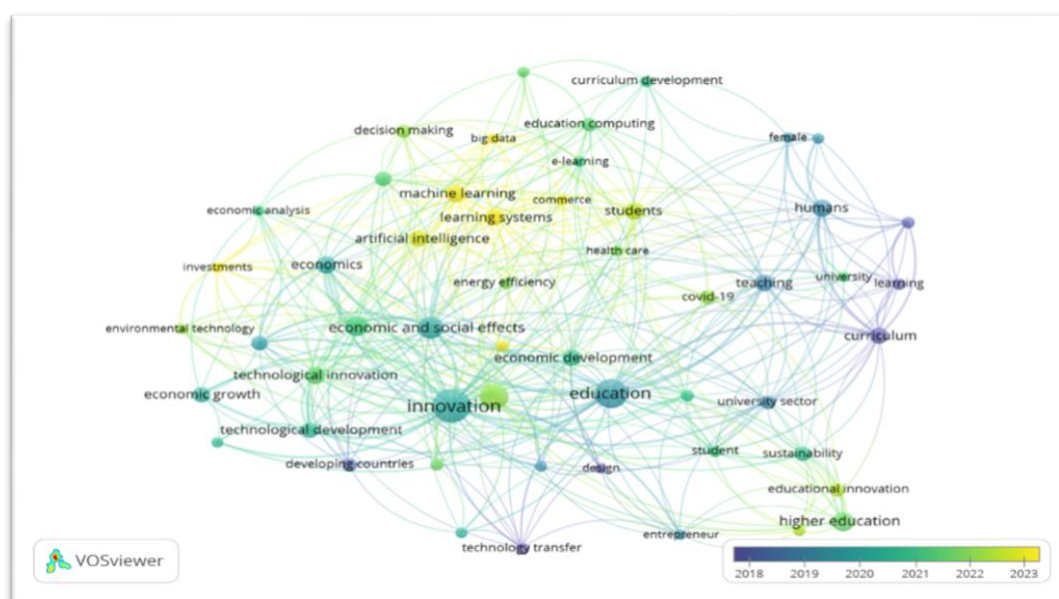 curriculum development
education computing
decision making
big data
female
e-learning
machine learning
commerce
students
humans
economic analysis
learning systems
artificial intelligence
health care
investments
economics
energy efficiency
teaching
university
learning
covid-19
environmental technology
economic and social effects
curriculum
economic development
technological innovation
economic growth
innovation
education
university sector
technological development
developing countries
design
student
sustainability
educational innovation
higher education
entrepreneur
technology transfer
VOSviewer
2018 2019 2020 2021 2022 2023